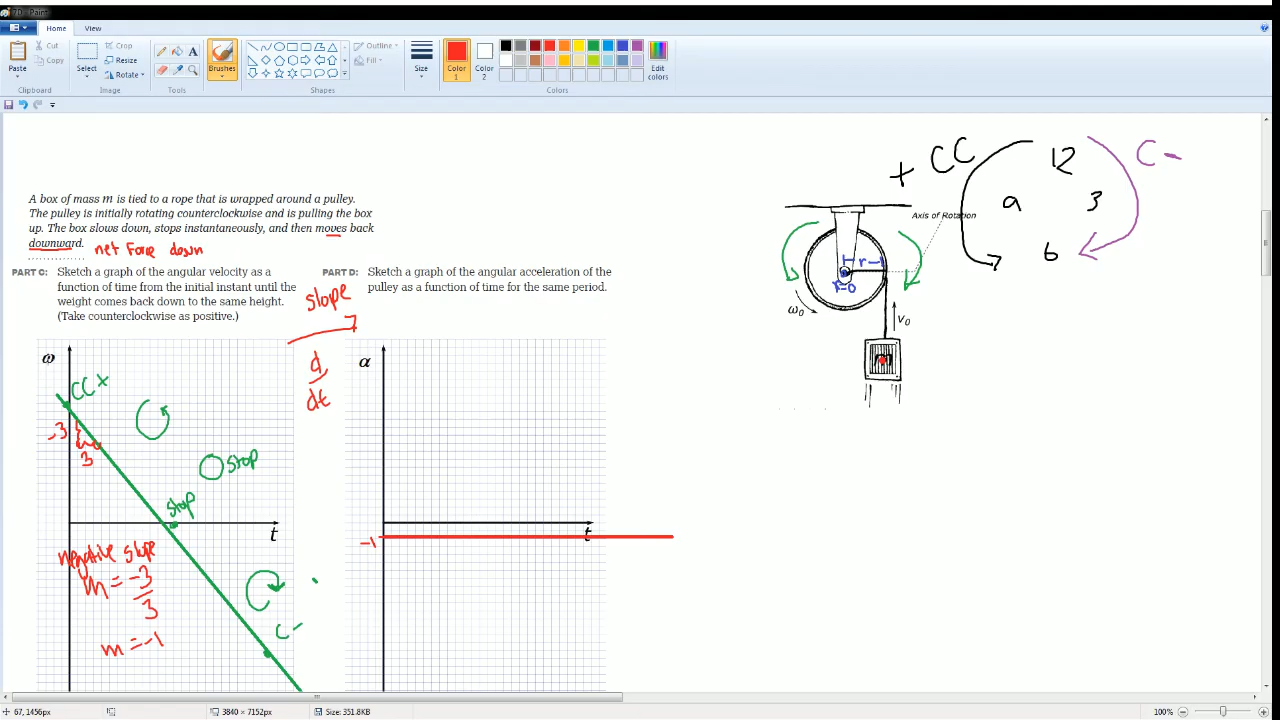 7D - Paint
Home
View
Paste
Cut
Copy
Clipboard
Select
Crop
Resize
Rotate
Image
A
Tools
Brushes
Outline
Fill
Shapes
Size
Color 1
Color 2
Edit colors
Colors
A box of mass m is tied to a rope that is wrapped around a pulley.
The pulley is initially rotating counterclockwise and is pulling the box
up. The box slows down, stops instantaneously, and then moves back
downward.
net Force down
PART C: Sketch a graph of the angular velocity as a
function of time from the initial instant until the
weight comes back down to the same height.
(Take counterclockwise as positive.)
PART D: Sketch a graph of the angular acceleration of the
pulley as a function of time for the same period.
slope
d
dt
ω
CC+
-3
3
stop
stop
t
negative slope
m = -3
3
m = -1
C -
α
t
-1
+ CC
12
C -
9
3
6
Axis of Rotation
r
r=0
ω0
v0
m
67, 1456px
3840 × 7152px
Size: 351.8KB
100%